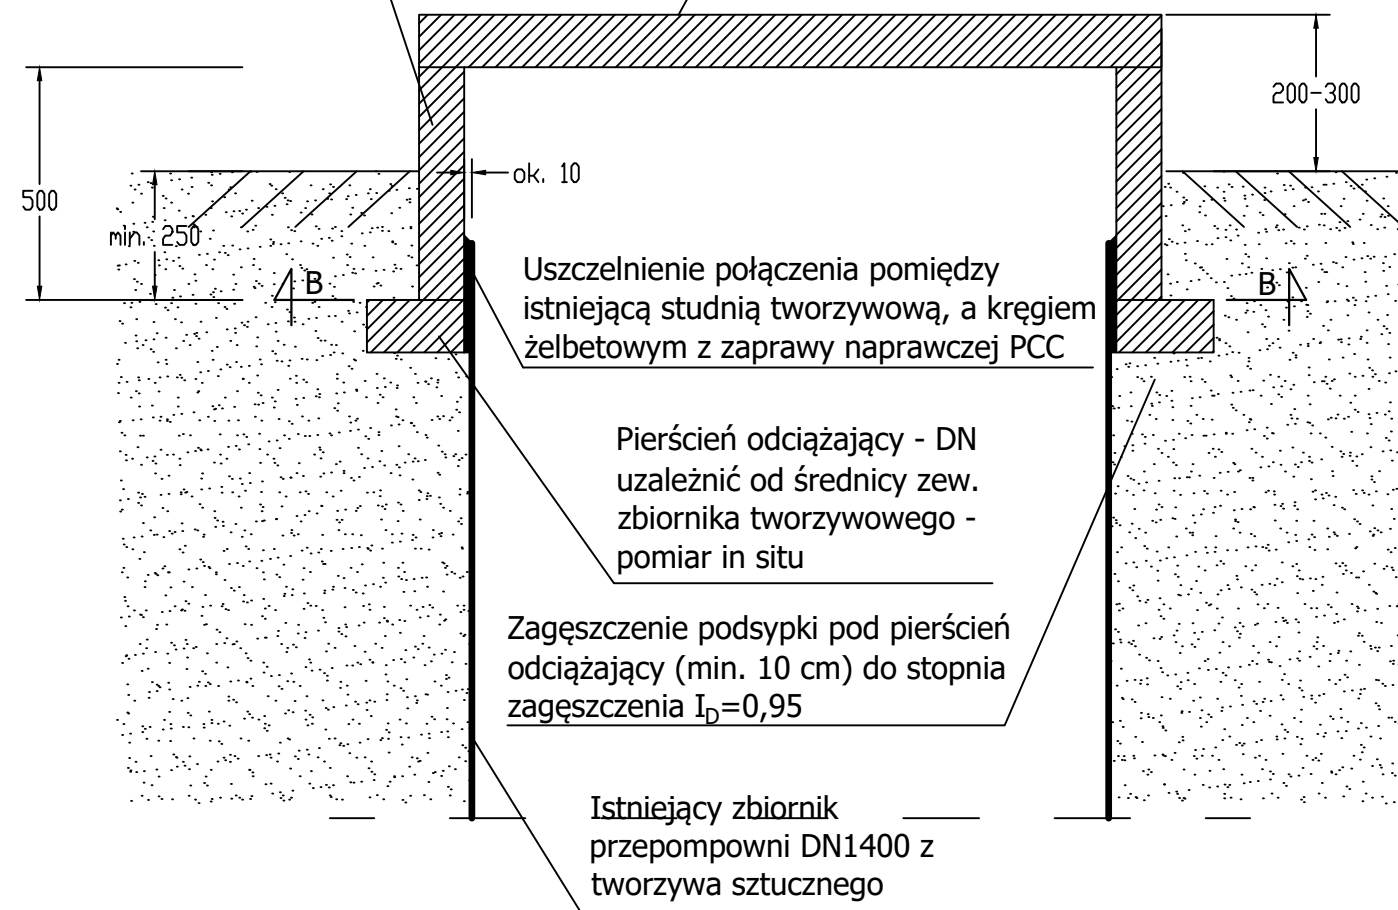 200-300
ok. 10
500
min. 250
B
B
Uszczelnienie połączenia pomiędzy
istniejącą studnią tworzywową, a kręgiem
żelbetowym z zaprawy naprawczej PCC
Pierścień odciążający - DN
uzależnić od średnicy zew.
zbiornika tworzywowego -
pomiar in situ
Zagęszczenie podsypki pod pierścień
odciążający (min. 10 cm) do stopnia
zagęszczenia I_D=0,95
Istniejący zbiornik
przepompowni DN1400 z
tworzywa sztucznego